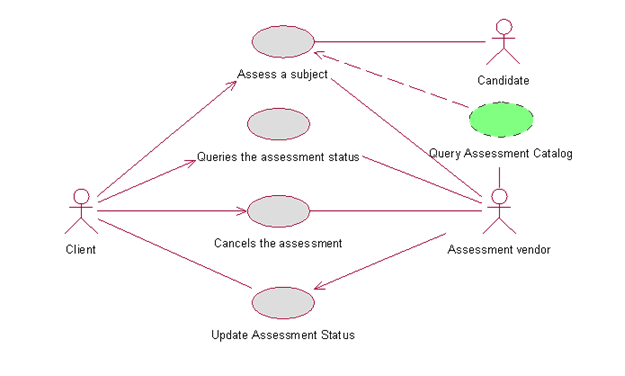 Assess a subject
Candidate
Query Assessment Catalog
Queries the assessment status
Client
Cancels the assessment
Assessment vendor
Update Assessment Status